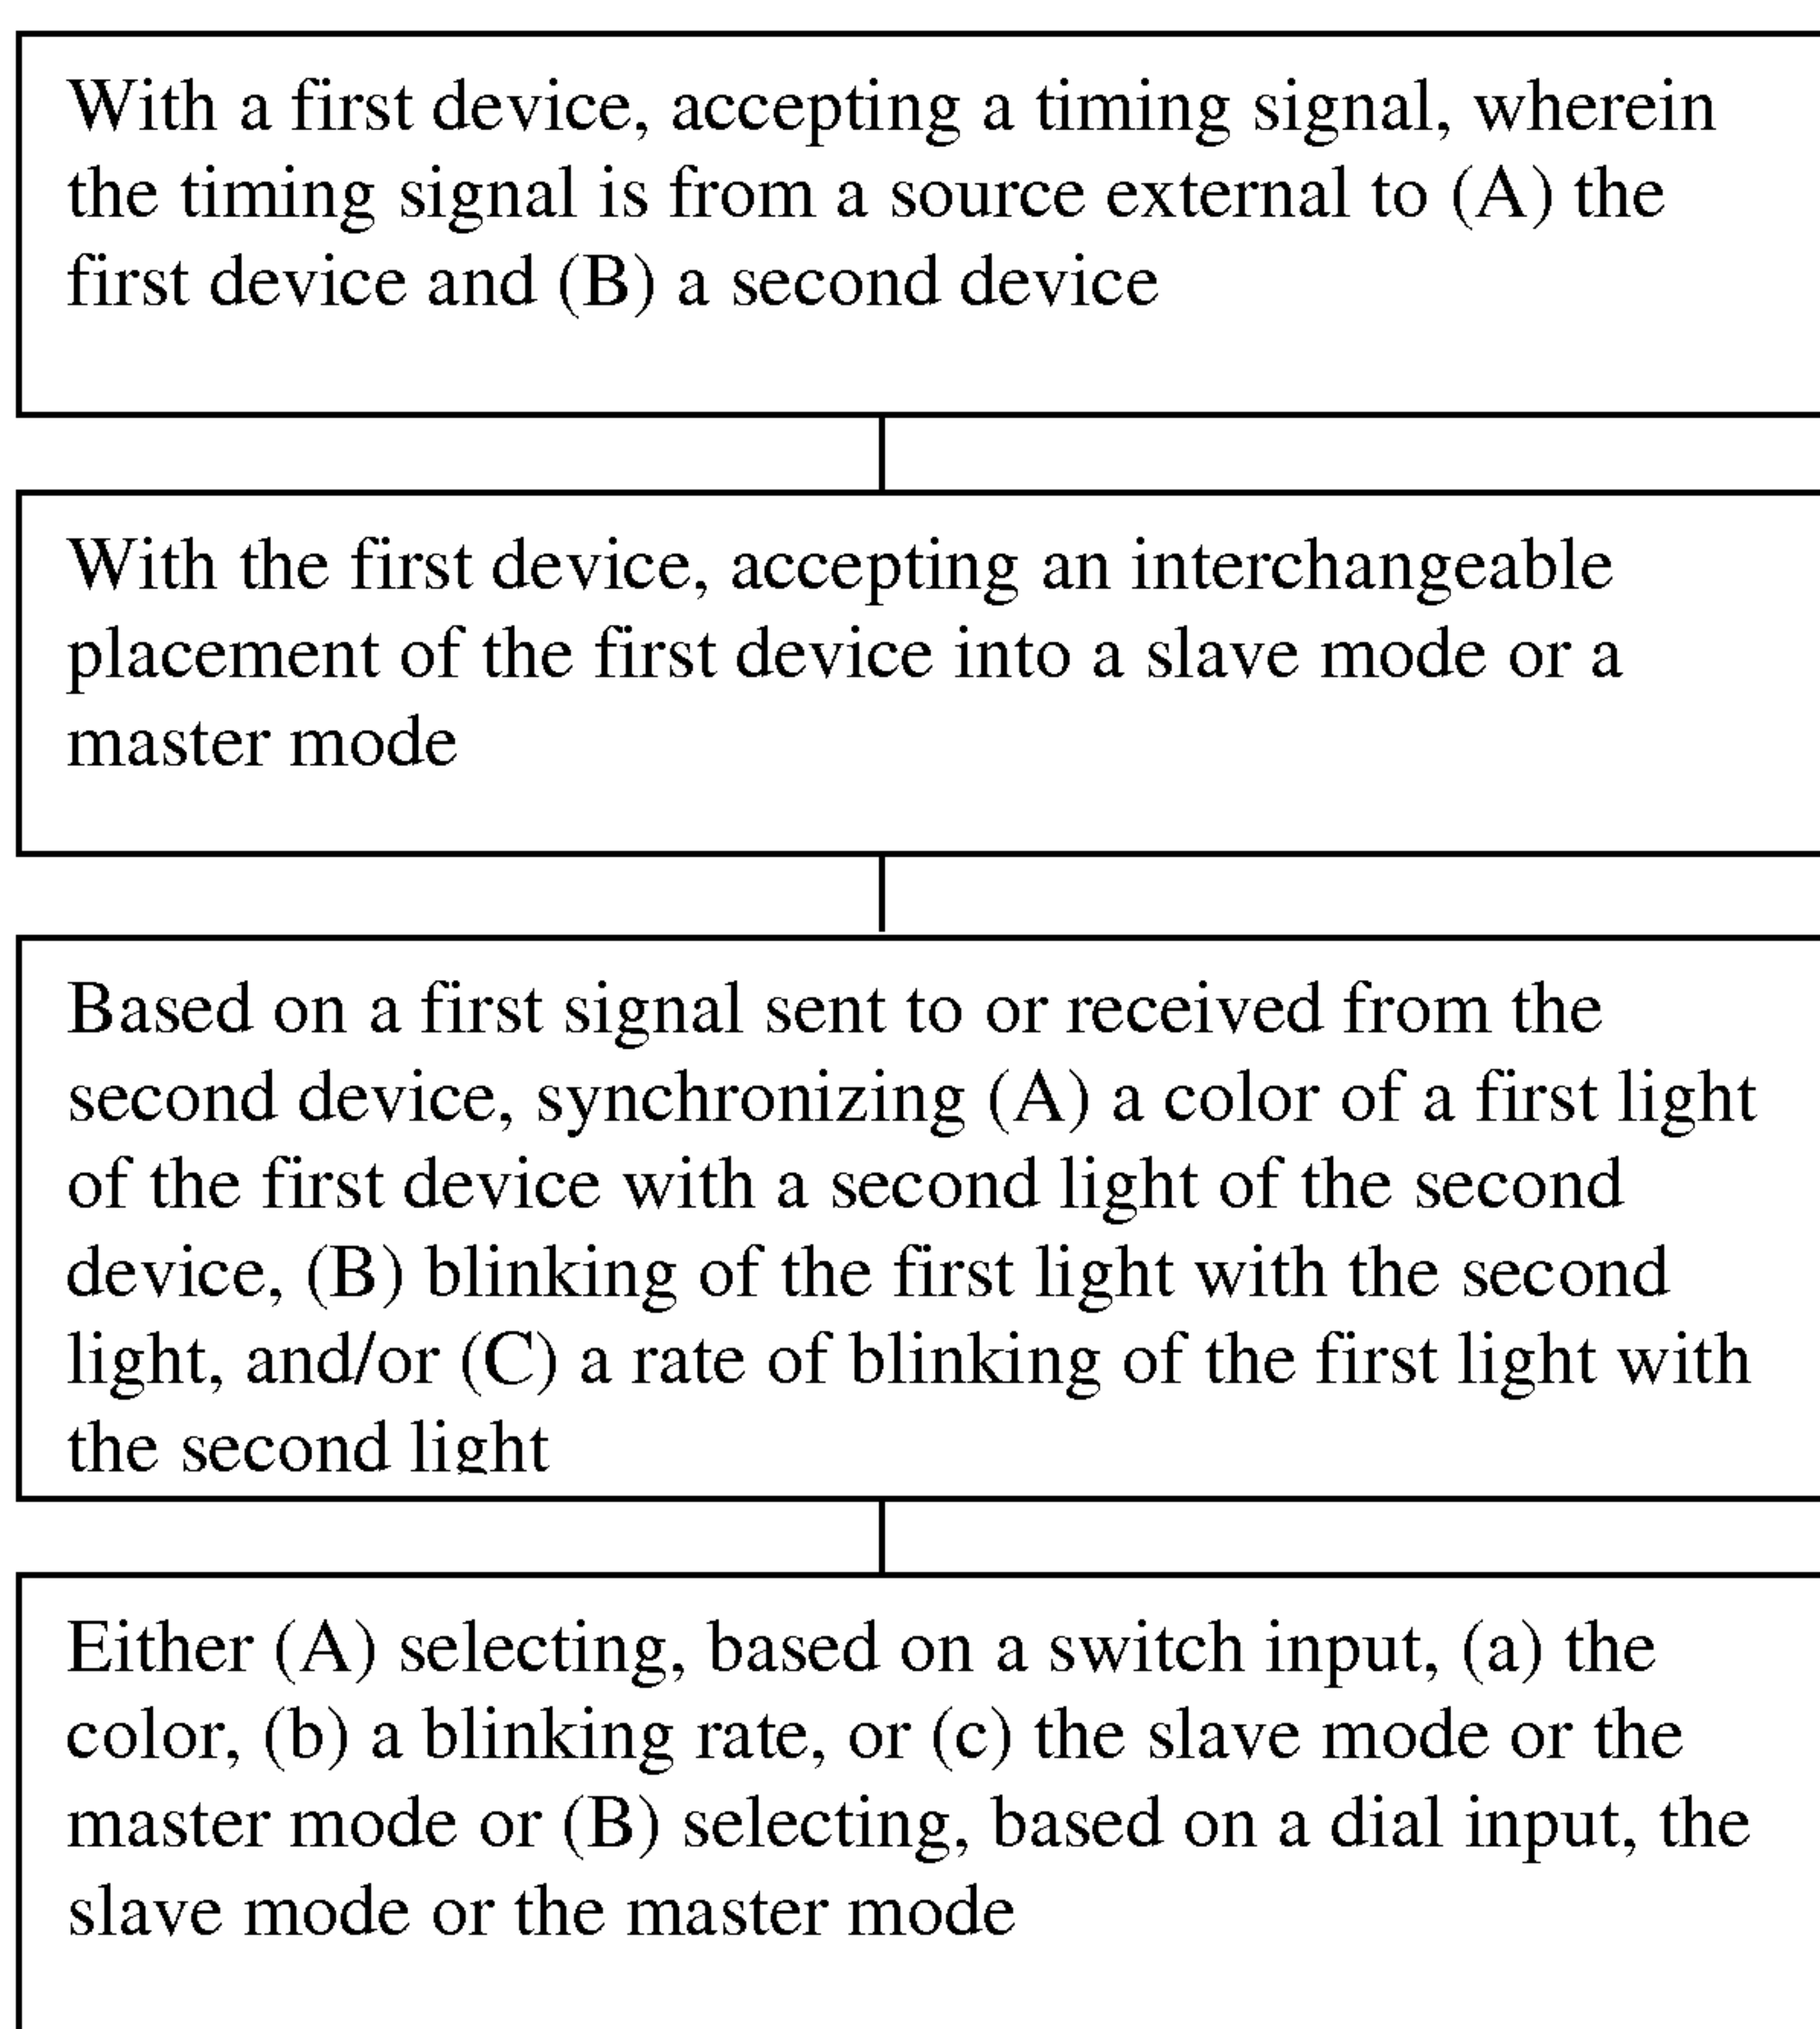 With a first device, accepting a timing signal, wherein
the timing signal is from a source external to (A) the
first device and (B) a second device
With the first device, accepting an interchangeable
placement of the first device into a slave mode or a
master mode
Based on a first signal sent to or received from the
second device, synchronizing (A) a color of a first light
of the first device with a second light of the second
device, (B) blinking of the first light with the second
light, and/or (C) a rate of blinking of the first light with
the second light
Either (A) selecting, based on a switch input, (a) the
color, (b) a blinking rate, or (c) the slave mode or the
master mode or (B) selecting, based on a dial input, the
slave mode or the master mode